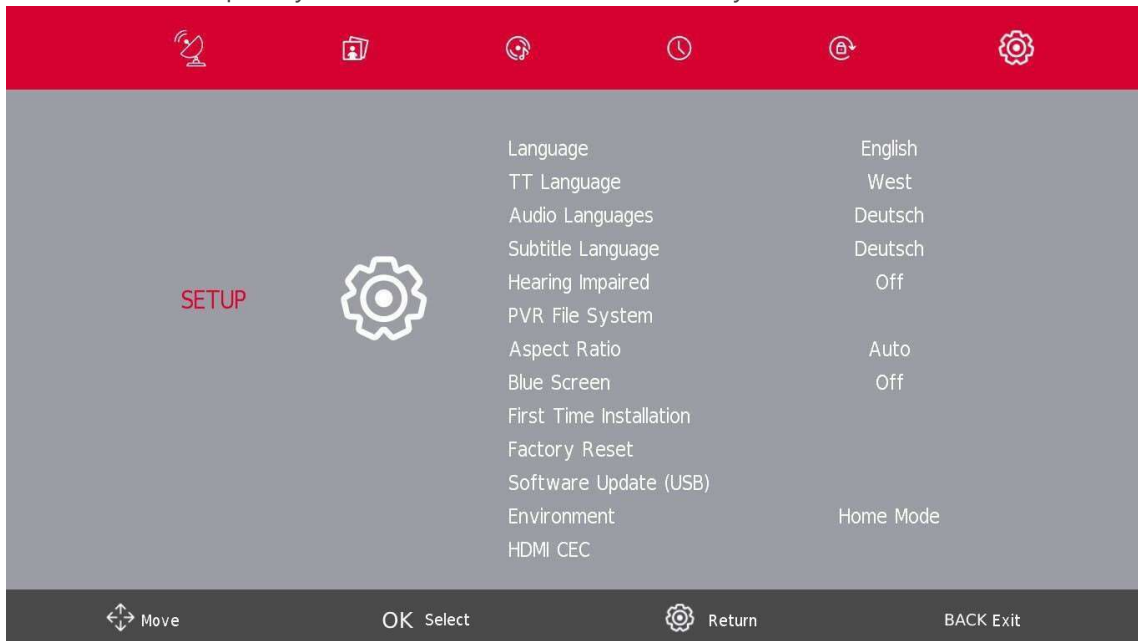 SETUP
Language English
TT Language West
Audio Languages Deutsch
Subtitle Language Deutsch
Hearing Impaired Off
PVR File System
Aspect Ratio Auto
Blue Screen Off
First Time Installation
Factory Reset
Software Update (USB)
Environment Home Mode
HDMI CEC
Move OK Select Return BACK Exit